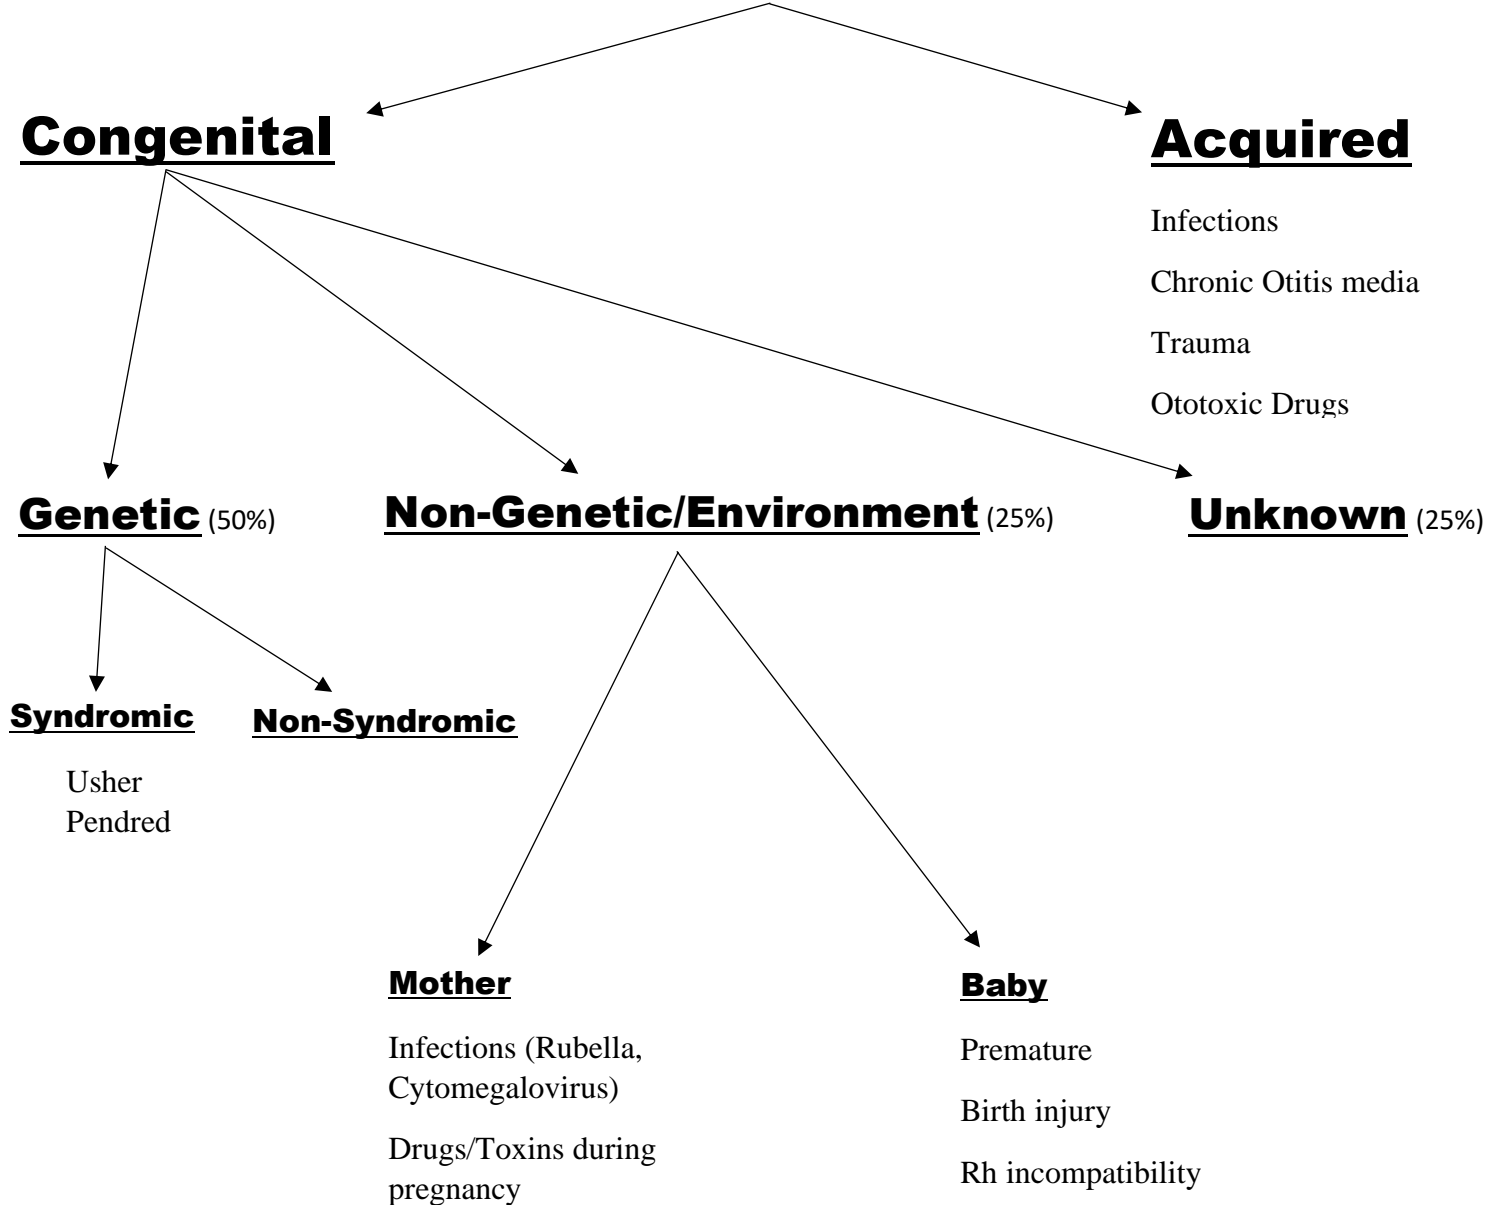 Congenital
Acquired
Infections
Chronic Otitis media
Trauma
Ototoxic Drugs
Genetic (50%)
Non-Genetic/Environment (25%)
Unknown (25%)
Syndromic
Non-Syndromic
Usher
Pendred
Mother
Infections (Rubella,
Cytomegalovirus)
Drugs/Toxins during
pregnancy
Baby
Premature
Birth injury
Rh incompatibility